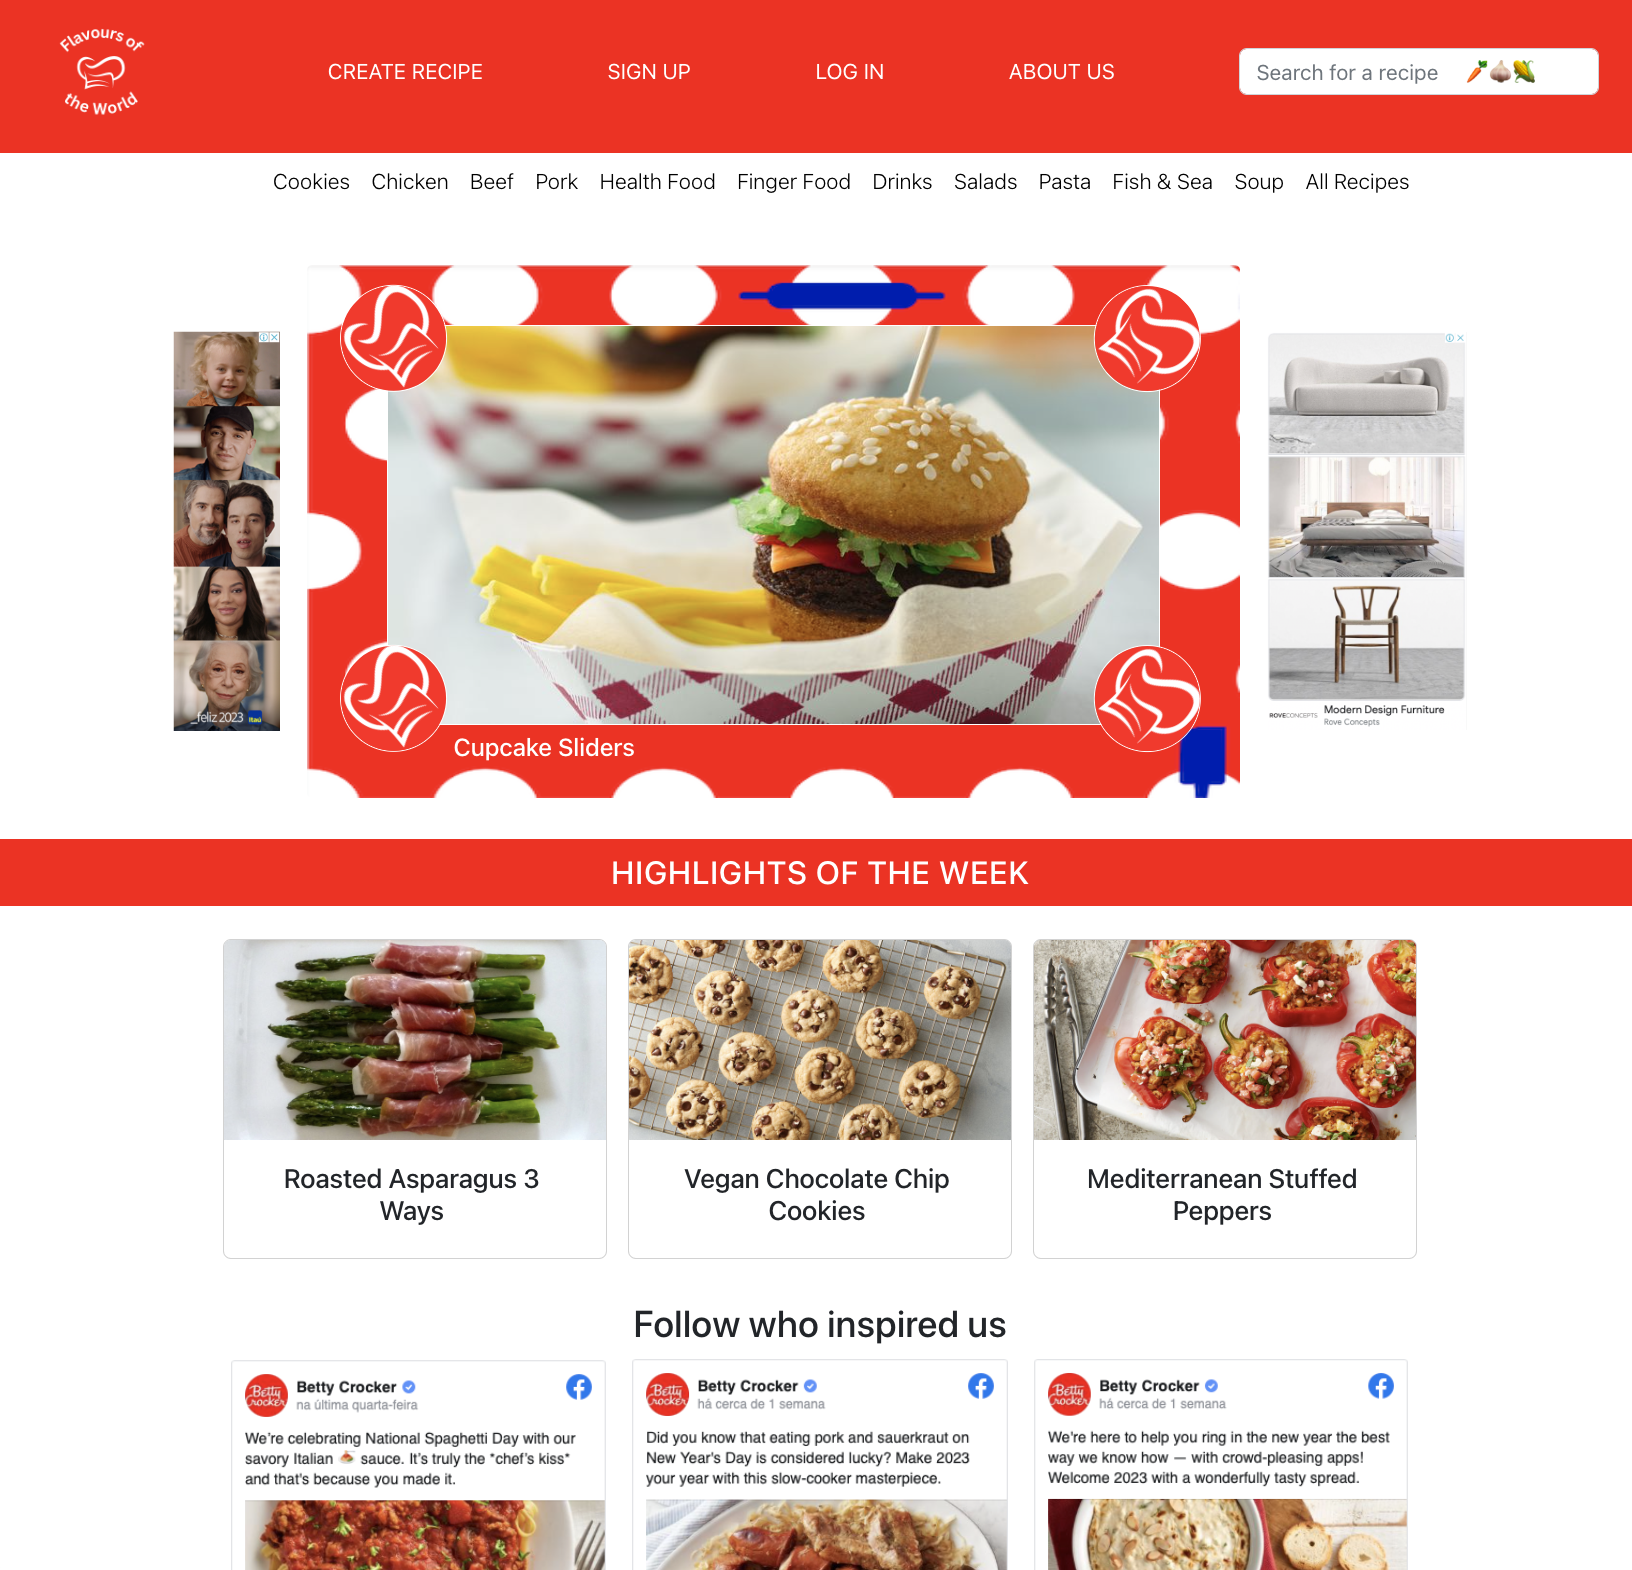 Flavours of
the World
CREATE RECIPE
SIGN UP
LOG IN
ABOUT US
Search for a recipe 🥕🧄🌽
Cookies Chicken Beef Pork Health Food Finger Food Drinks Salads Pasta Fish & Sea Soup All Recipes
_feliz 2023 Itaú
Cupcake Sliders
ROVECONCEPTS
Modern Design Furniture
Rove Concepts
HIGHLIGHTS OF THE WEEK
Roasted Asparagus 3
Ways
Vegan Chocolate Chip
Cookies
Mediterranean Stuffed
Peppers
Follow who inspired us
Betty Crocker
Betty Crocker
na última quarta-feira
We're celebrating National Spaghetti Day with our
savory Italian 🍝 sauce. It's truly the *chef's kiss*
and that's because you made it.
Betty Crocker
Betty Crocker
há cerca de 1 semana
Did you know that eating pork and sauerkraut on
New Year's Day is considered lucky? Make 2023
your year with this slow-cooker masterpiece.
Betty Crocker
Betty Crocker
há cerca de 1 semana
We're here to help you ring in the new year the best
way we know how — with crowd-pleasing apps!
Welcome 2023 with a wonderfully tasty spread.